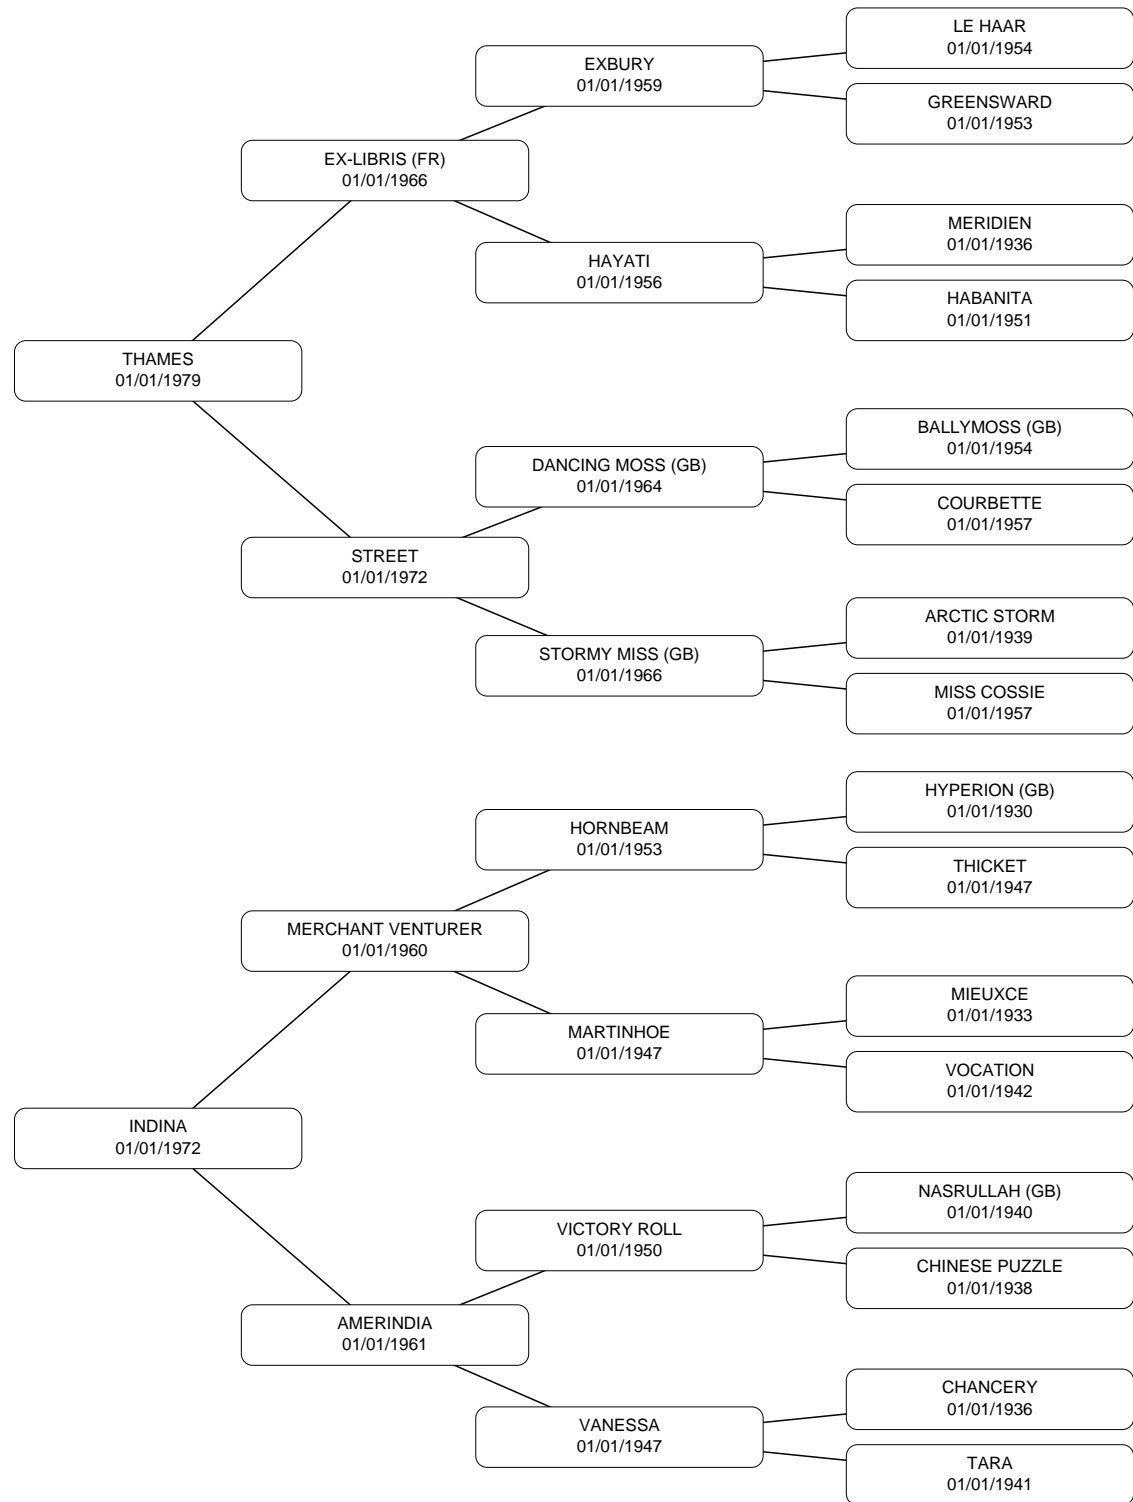 LE HAAR
01/01/1954
EXBURY
01/01/1959
GREENSWARD
01/01/1953
EX-LIBRIS (FR)
01/01/1966
MERIDIEN
01/01/1936
HAYATI
01/01/1956
HABANITA
01/01/1951
THAMES
01/01/1979
BALLYMOSS (GB)
01/01/1954
DANCING MOSS (GB)
01/01/1964
COURBETTE
01/01/1957
STREET
01/01/1972
ARCTIC STORM
01/01/1939
STORMY MISS (GB)
01/01/1966
MISS COSSIE
01/01/1957
HYPERION (GB)
01/01/1930
HORNBEAM
01/01/1953
THICKET
01/01/1947
MERCHANT VENTURER
01/01/1960
MIEUXCE
01/01/1933
MARTINHOE
01/01/1947
VOCATION
01/01/1942
INDINA
01/01/1972
NASRULLAH (GB)
01/01/1940
VICTORY ROLL
01/01/1950
CHINESE PUZZLE
01/01/1938
AMERINDIA
01/01/1961
CHANCERY
01/01/1936
VANESSA
01/01/1947
TARA
01/01/1941